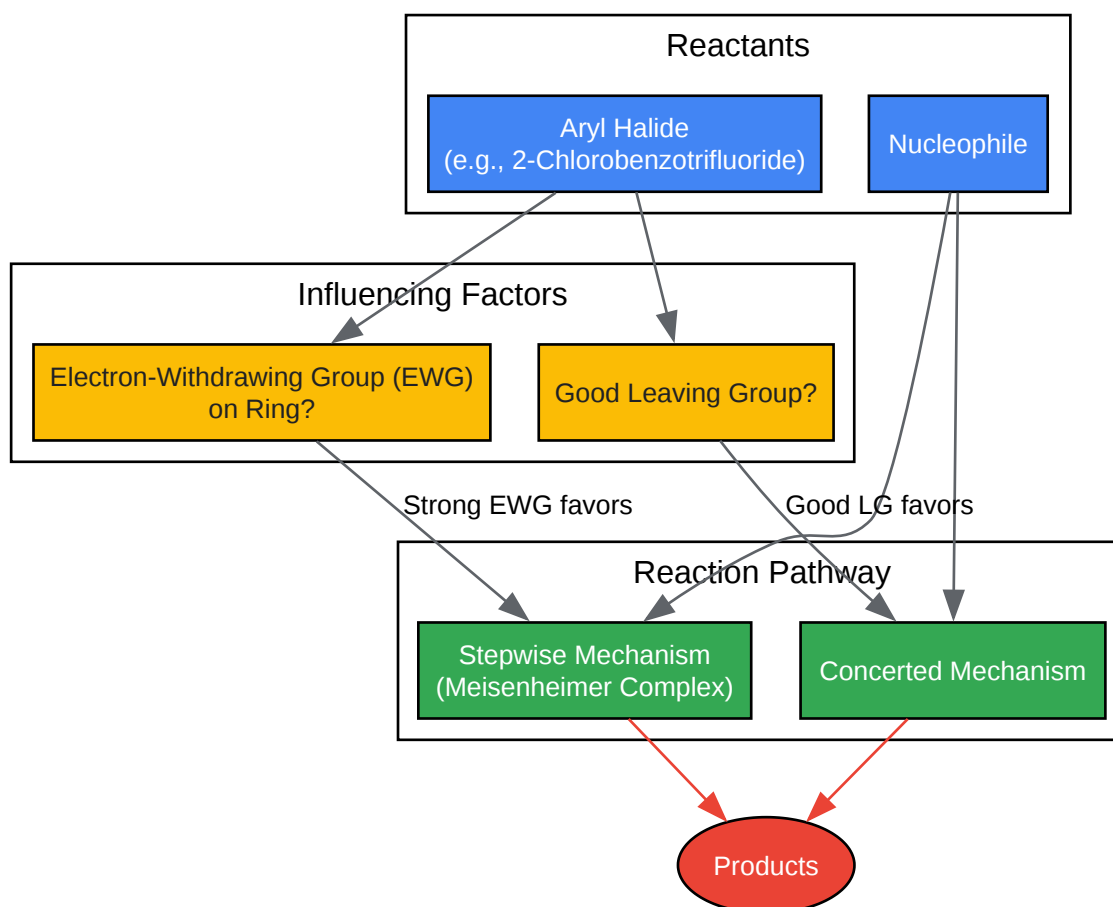 Reactants
Aryl Halide
(e.g., 2-Chlorobenzotrifluoride)
Nucleophile
Influencing Factors
Electron-Withdrawing Group (EWG)
on Ring?
Good Leaving Group?
Strong EWG favors
Good LG favors
Reaction Pathway
Stepwise Mechanism
(Meisenheimer Complex)
Concerted Mechanism
Products